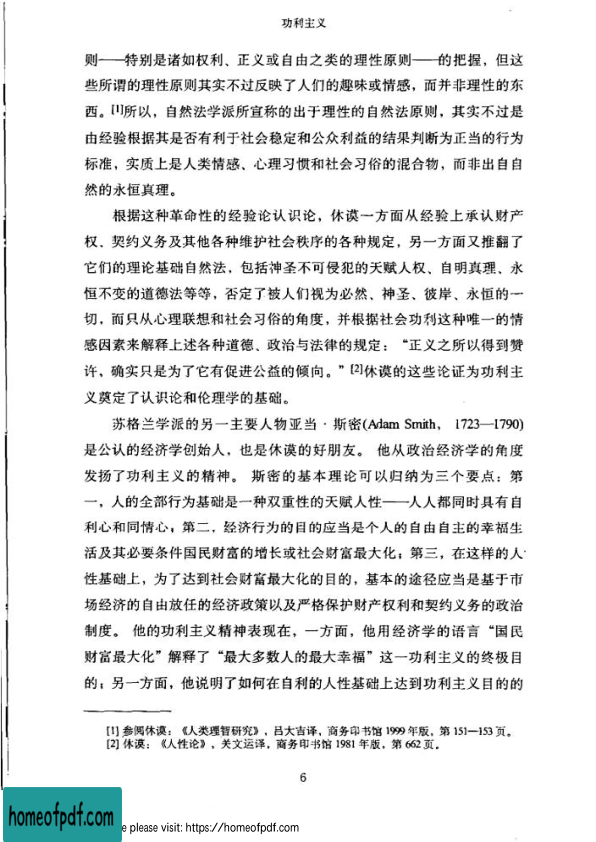 功利主义
则——特别是诸如权利、正义或自由之类的理性原则——的把握，但这
些所谓的理性原则其实不过反映了人们的趣味或情感，而并非理性的东
西。[1]所以，自然法学派所宣称的出于理性的自然法原则，其实不过是
由经验根据其是否有利于社会稳定和公众利益的结果判断为正当的行为
标准，实质上是人类情感、心理习惯和社会习俗的混合物，而非出自自
然的永恒真理。
根据这种革命性的经验论认识论，休谟一方面从经验上承认财产
权、契约义务及其他各种维护社会秩序的各种规定，另一方面又推翻了
它们的理论基础自然法，包括神圣不可侵犯的天赋人权、自明真理、永
恒不变的道德法等等，否定了被人们视为必然、神圣、彼岸、永恒的一
切，而只从心理联想和社会习俗的角度，并根据社会功利这种唯一的情
感因素来解释上述各种道德、政治与法律的规定：“正义之所以得到赞
许，确实只是为了它有促进公益的倾向。”[2]休谟的这些论证为功利主
义奠定了认识论和伦理学的基础。
苏格兰学派的另一主要人物亚当·斯密(Adam Smith， 1723—1790)
是公认的经济学创始人，也是休谟的好朋友。 他从政治经济学的角度
发扬了功利主义的精神。 斯密的基本理论可以归纳为三个要点：第
一，人的全部行为基础是一种双重性的天赋人性——人人都同时具有自
利心和同情心；第二，经济行为的目的应当是个人的自由自主的幸福生
活及其必要条件国民财富的增长或社会财富最大化；第三，在这样的人
性基础上，为了达到社会财富最大化的目的，基本的途径应当是基于市
场经济的自由放任的经济政策以及严格保护财产权利和契约义务的政治
制度。 他的功利主义精神表现在，一方面，他用经济学的语言“国民
财富最大化”解释了“最大多数人的最大幸福”这一功利主义的终极目
的；另一方面，他说明了如何在自利的人性基础上达到功利主义目的的
[1] 参阅休谟：《人类理智研究》，吕大吉译，商务印书馆 1999 年版，第 151—153 页。
[2] 休谟：《人性论》，关文运译，商务印书馆 1981 年版，第 662 页。
6
homeofpdf.com
e please visit: https://homeofpdf.com